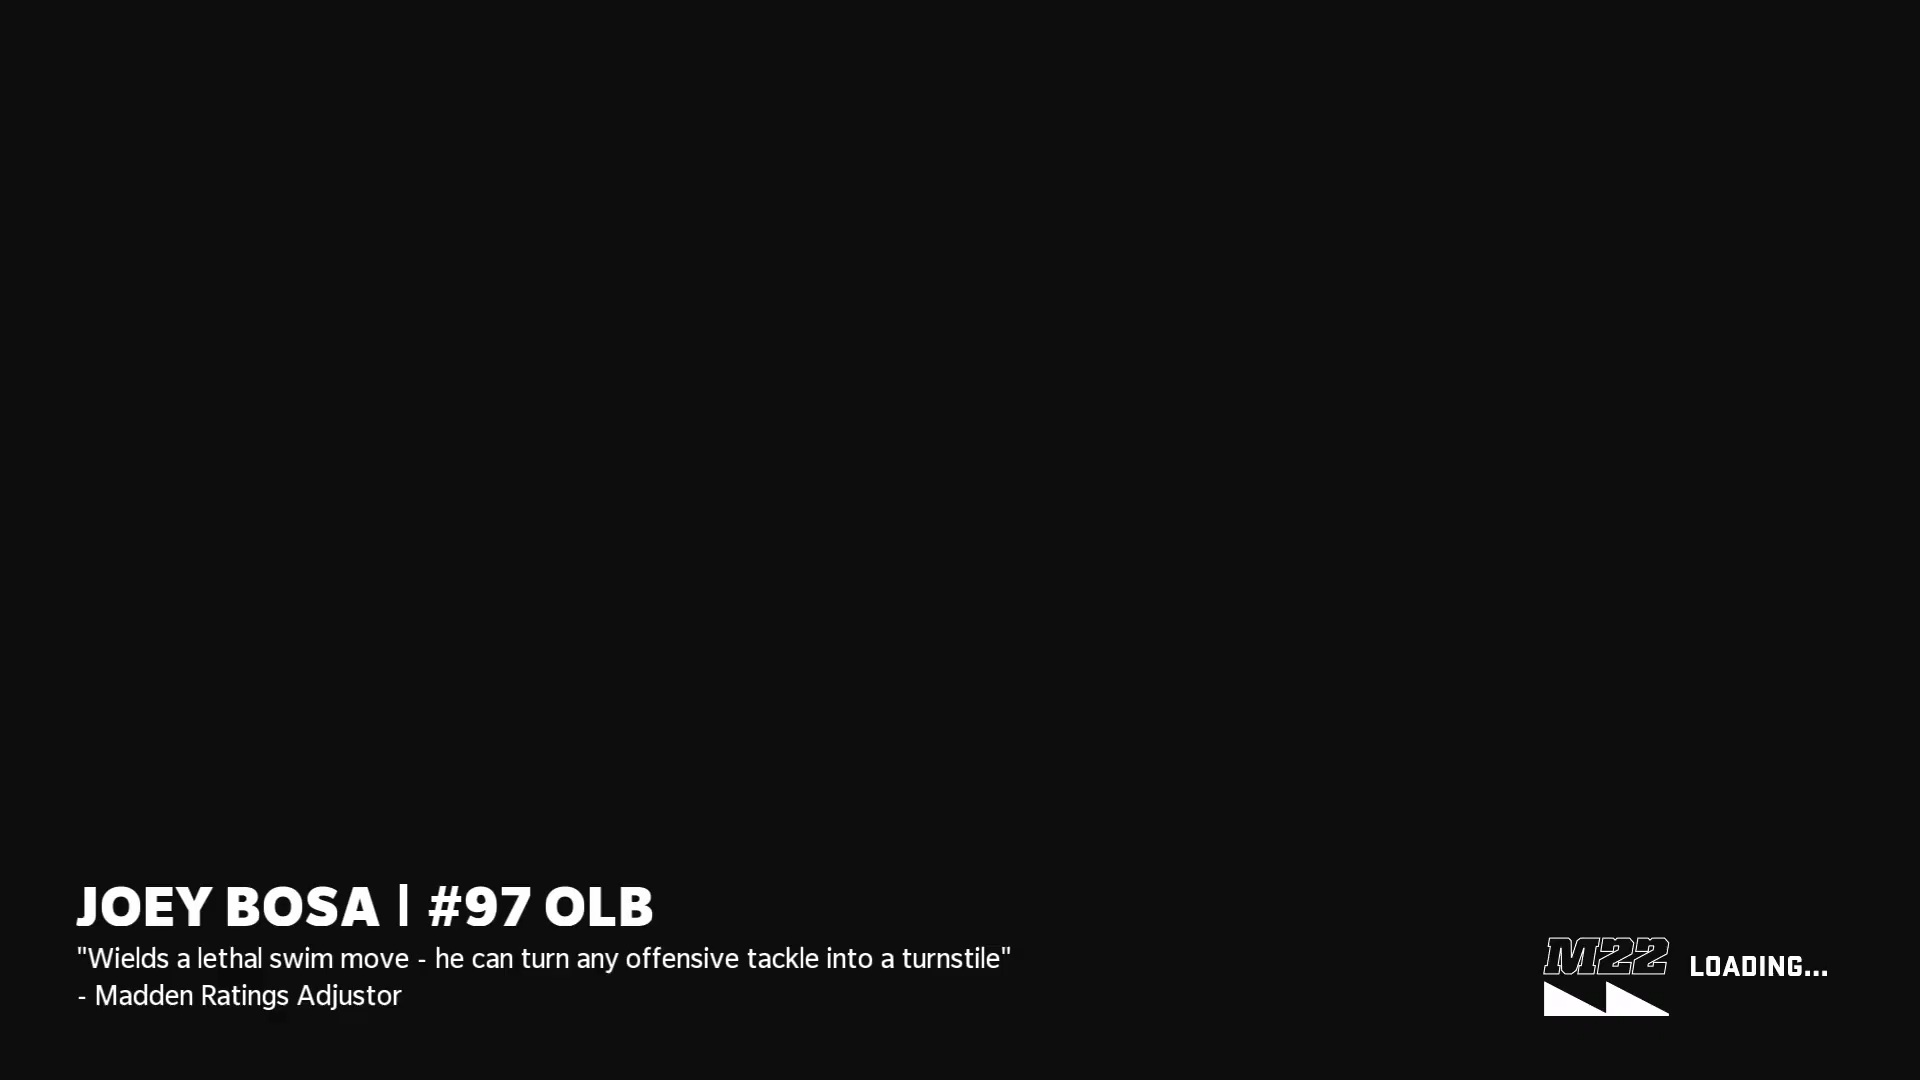 JOEY BOSA | #97 OLB
"Wields a lethal swim move - he can turn any offensive tackle into a turnstile"
- Madden Ratings Adjustor
M22
LOADING...